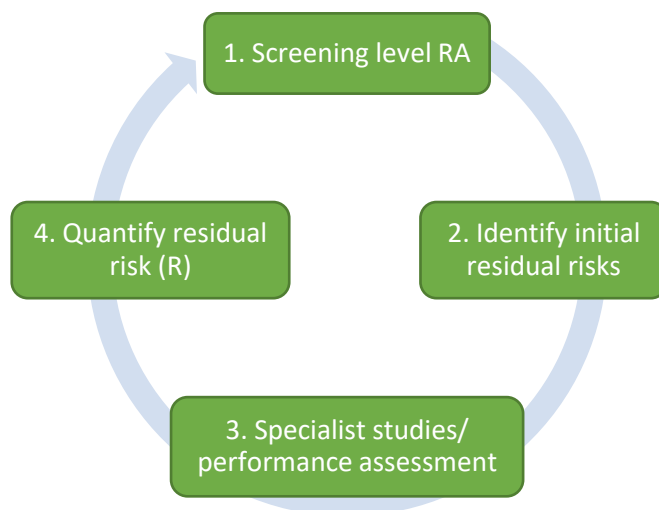 1. Screening level RA
2. Identify initial
residual risks
3. Specialist studies/
performance assessment
4. Quantify residual
risk (R)